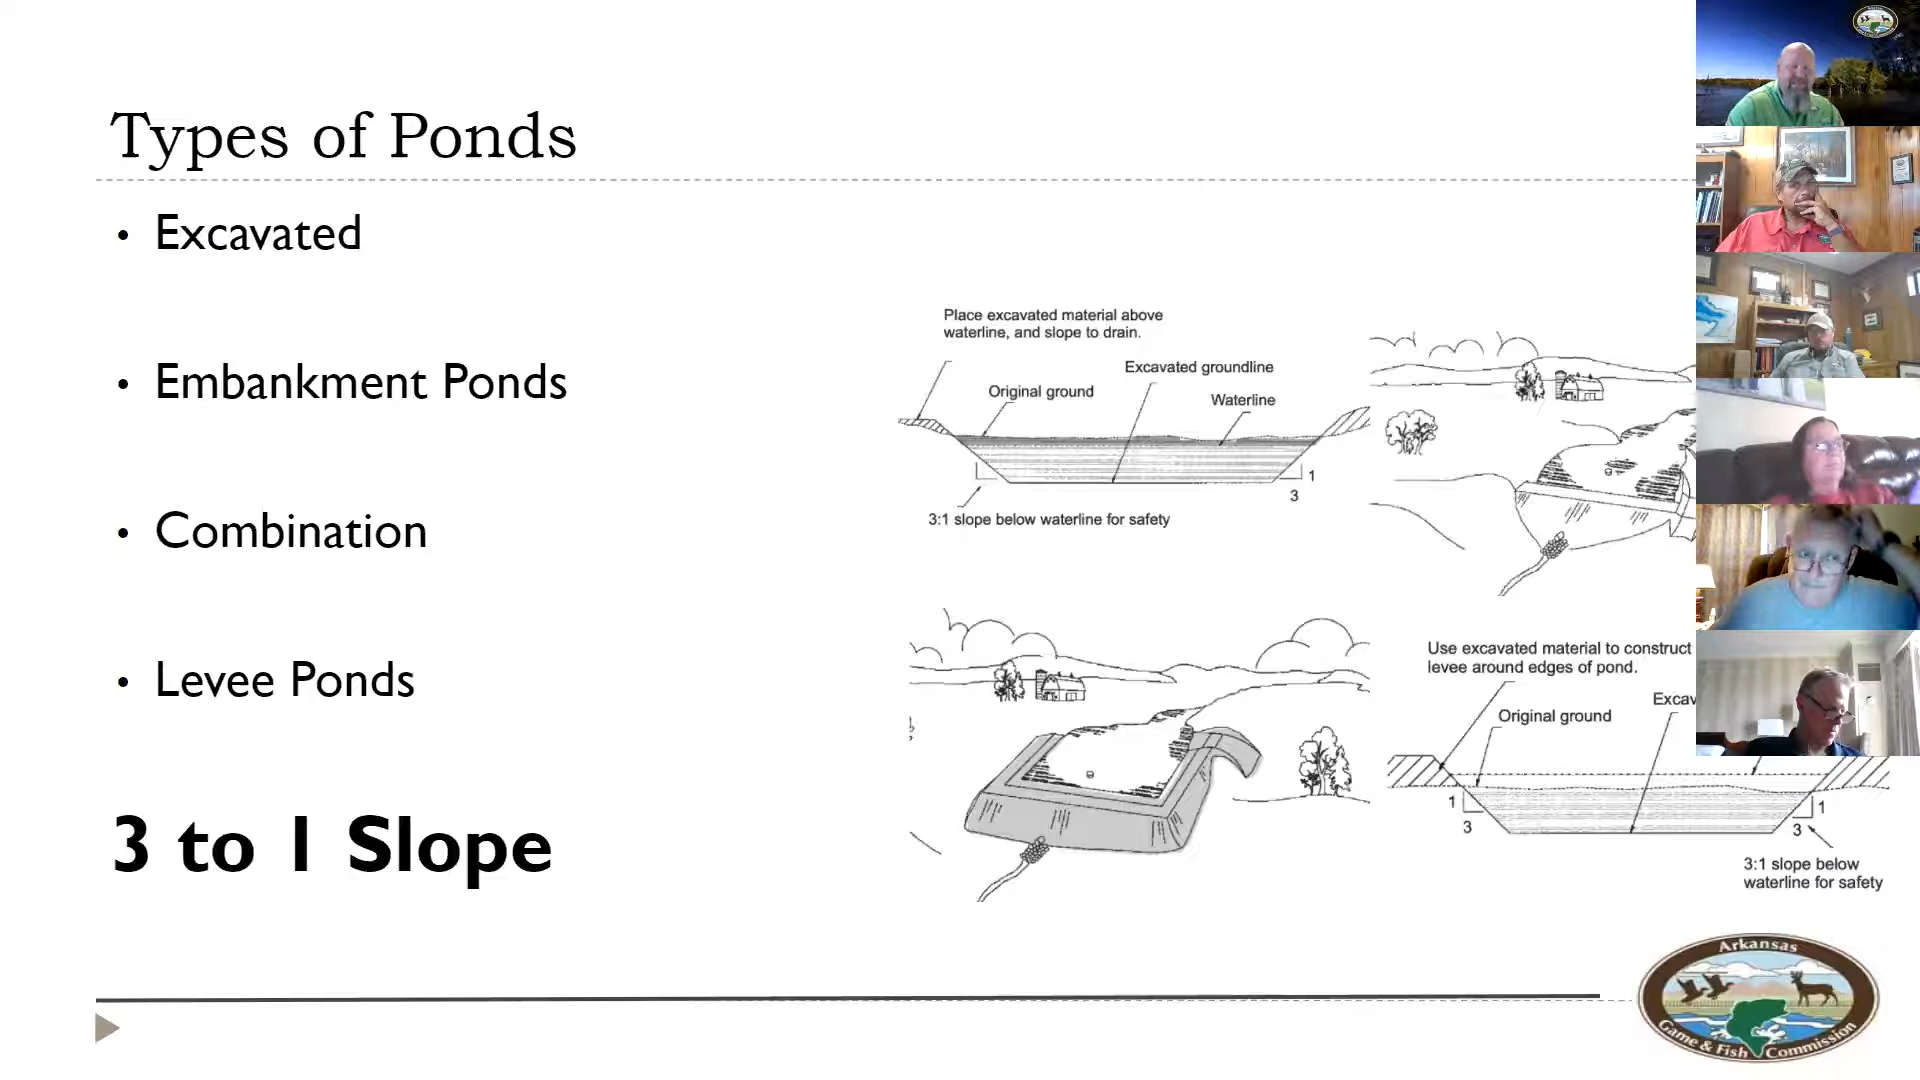 Types of Ponds
• Excavated
• Embankment Ponds
• Combination
• Levee Ponds
3 to 1 Slope
Place excavated material above
waterline, and slope to drain.
Excavated groundline
Original ground
Waterline
1
3
3:1 slope below waterline for safety
Use excavated material to construct
levee around edges of pond.
Excav
Original ground
1
3
1
3
3:1 slope below
waterline for safety
Arkansas
Game & Fish Commission